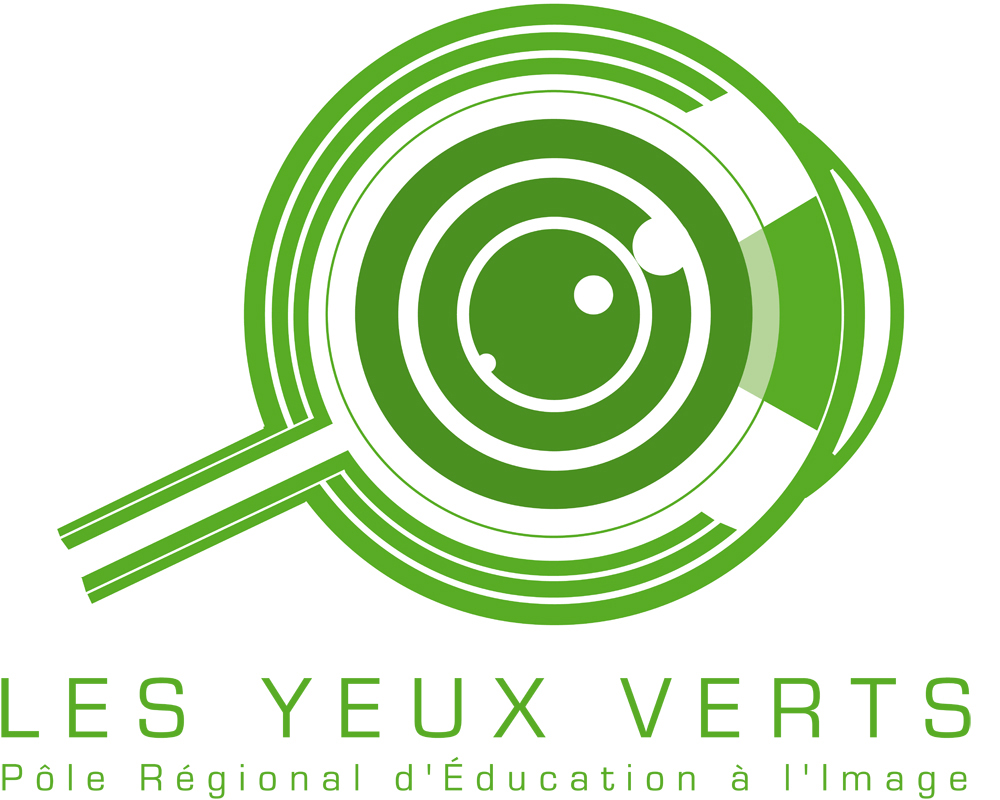 LES YEUX VERTS
Pôle Régional d'Éducation à l'Image